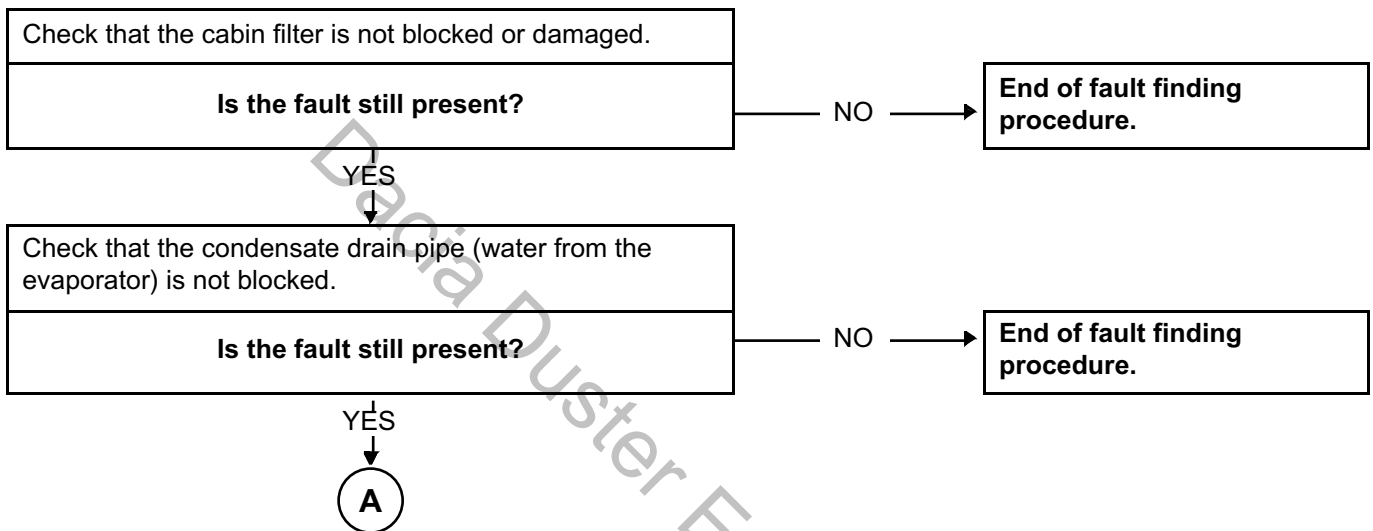 Check that the cabin filter is not blocked or damaged.
Is the fault still present?
NO
End of fault finding
procedure.
YES
Check that the condensate drain pipe (water from the
evaporator) is not blocked.
Is the fault still present?
NO
End of fault finding
procedure.
YES
A
Dacia Duster